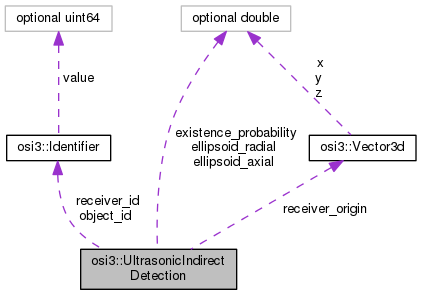 optional uint64
optional double
value
x
y
z
existence_probability
ellipsoid_radial
ellipsoid_axial
osi3::Identifier
osi3::Vector3d
receiver_id
object_id
receiver_origin
osi3::UltrasonicIndirect
Detection